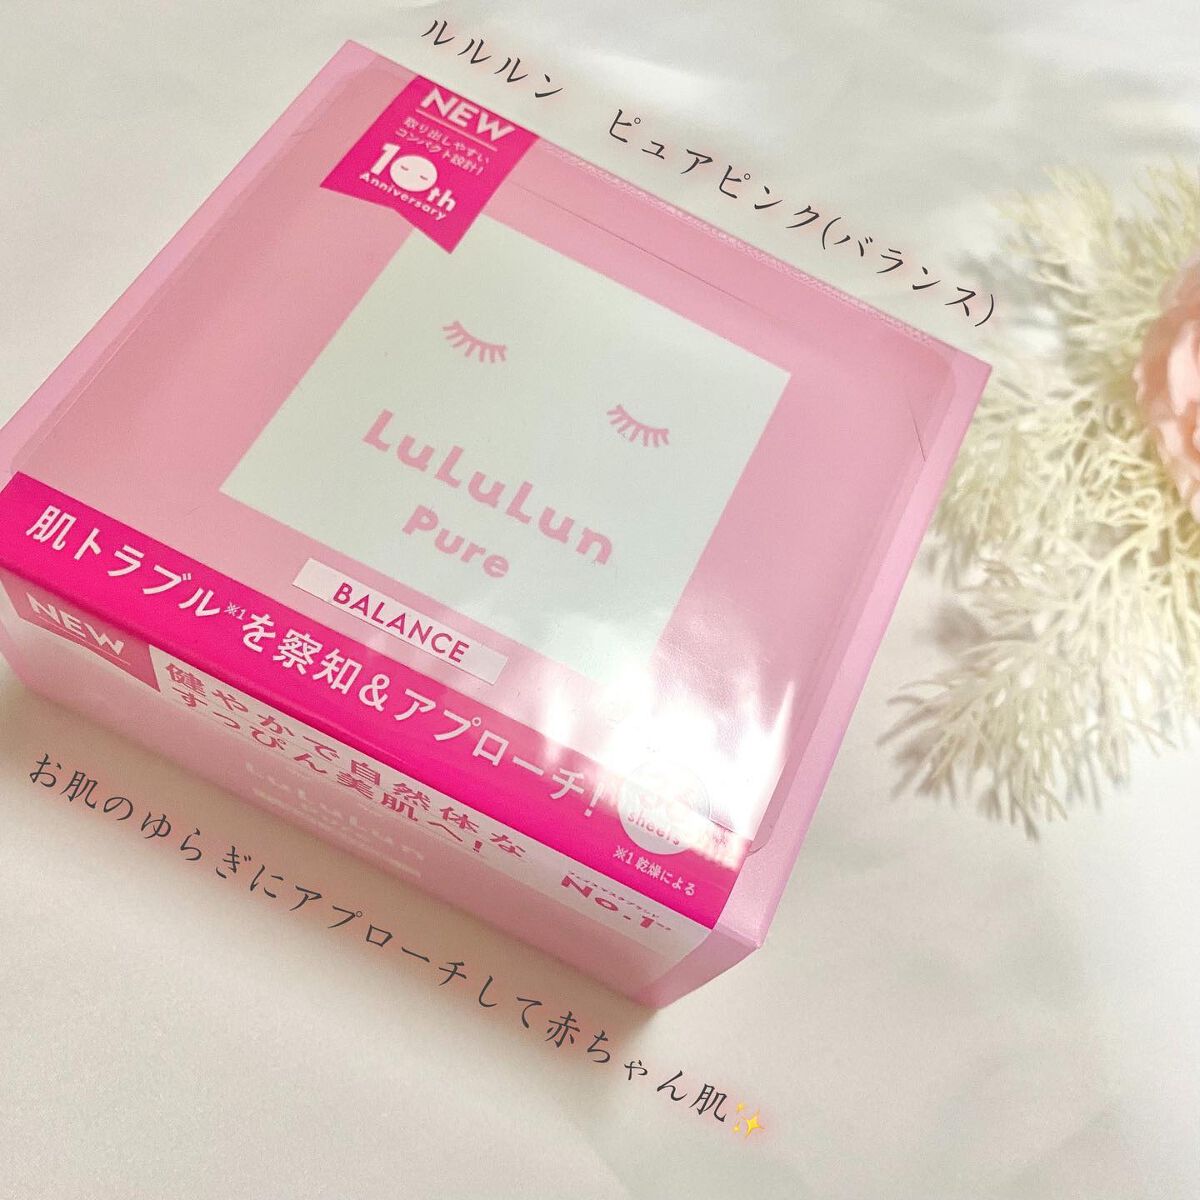 ルルルン　ピュアピンク(バランス)
NEW
取り出しやすい
コンパクト設計!
10th
Anniversary
LuLuLun
Pure
BALANCE
肌トラブル※1を察知&アプローチ!
sheets
※1 乾燥による
NEW
健やかで自然体な
すっぴん美肌へ!
LuLuLun
No.1
お肌のゆらぎにアプローチして赤ちゃん肌✨